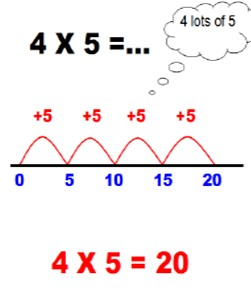 4 lots of 5
4 X 5 =...
+5 +5 +5 +5
0 5 10 15 20
4 X 5 = 20